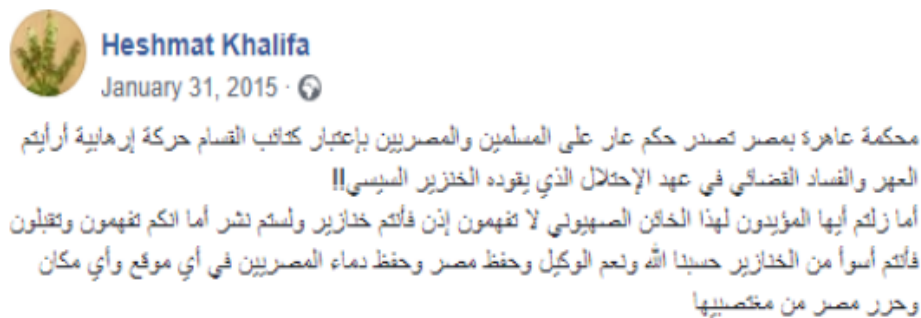 Heshmat Khalifa
January 31, 2015 ·
محكمة عاهرة بمصر تصدر حكم عار على المسلمين والمصريين بإعتبار كتائب القسام حركة إرهابية أرأيتم
العهر والفساد القضائي في عهد الإحتلال الذي يقوده الخنزير السيسي!!
أما زلتم أيها المؤيدون لهذا الخائن الصهيوني لا تفهمون إذن فأنتم خنازير ولستم نشر أما انكم تفهمون وتقبلون
فأنتم أسوأ من الخنازير حسبنا الله ونعم الوكيل وحفظ مصر وحفظ دماء المصريين في أي موقع وأي مكان
وحرر مصر من مغتصبيها